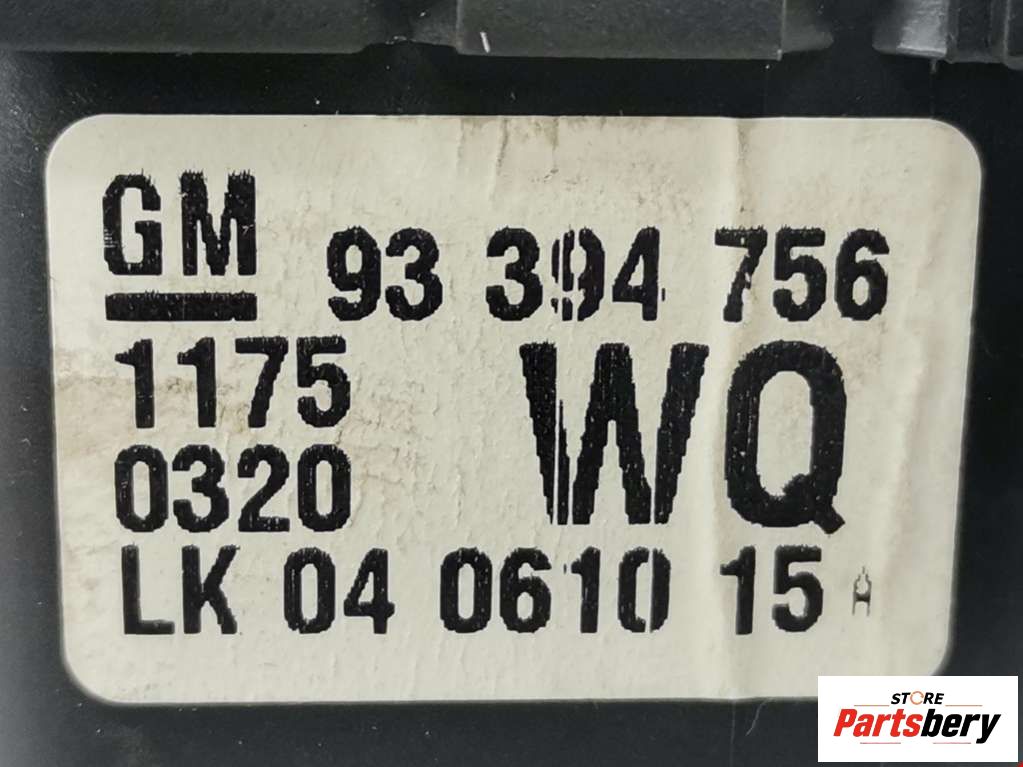 GM 93 394 756
1175 WQ
0320
LK 04 0610 15
STORE
Partsbery